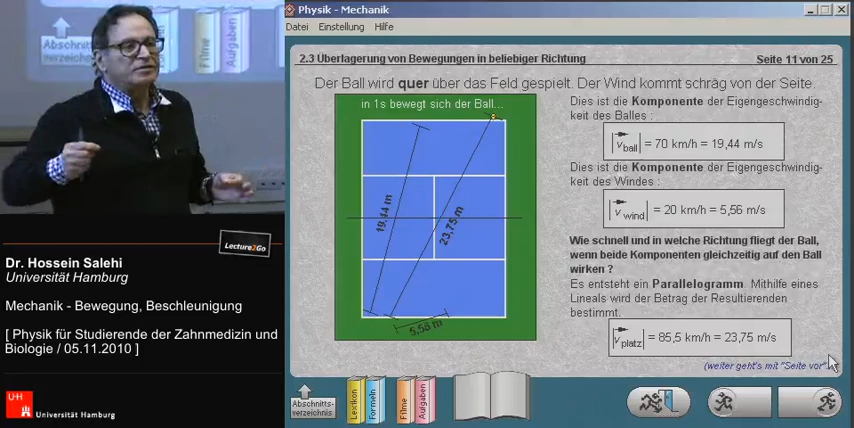 Physik - Mechanik
Datei Einstellung Hilfe
2.3 Überlagerung von Bewegungen in beliebiger Richtung
Seite 11 von 25
Der Ball wird quer über das Feld gespielt. Der Wind kommt schräg von der Seite.
in 1s bewegt sich der Ball...
19,44 m
23,75 m
5,56 m
Dies ist die Komponente der Eigengeschwindig-
keit des Balles :
|v ball| = 70 km/h = 19,44 m/s
Dies ist die Komponente der Eigengeschwindig-
keit des Windes :
|v wind| = 20 km/h = 5,56 m/s
Wie schnell und in welche Richtung fliegt der Ball,
wenn beide Komponenten gleichzeitig auf den Ball
wirken ?
Es entsteht ein Parallelogramm. Mithilfe eines
Lineals wird der Betrag der Resultierenden
bestimmt.
|v platz| = 85,5 km/h = 23,75 m/s
(weiter geht's mit "Seite vor"
Abschnitts-
verzeichnis
Lexikon
Formeln
Filme
Aufgaben
Abschnitts
verzeichnis
Filme
Aufgaben
Lecture2Go
Dr. Hossein Salehi
Universität Hamburg
Mechanik - Bewegung, Beschleunigung
[ Physik für Studierende der Zahnmedizin und
Biologie / 05.11.2010 ]
UH
Universität Hamburg